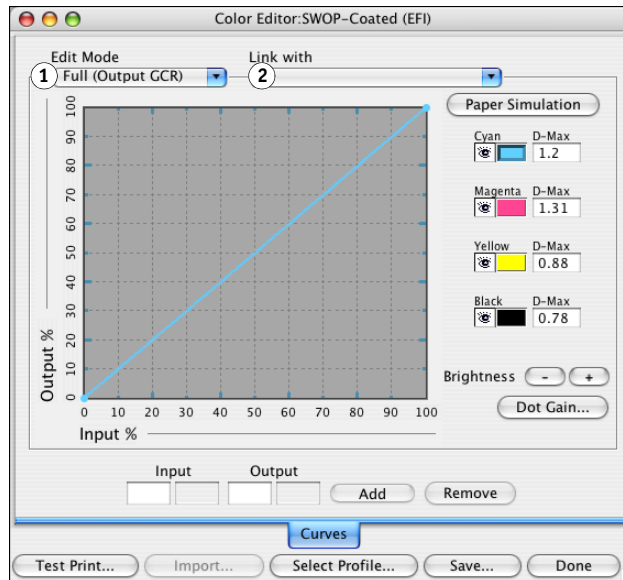 Color Editor:SWOP-Coated (EFI)
Edit Mode
Link with
1 Full (Output GCR)
2
Paper Simulation
Cyan D-Max
1.2
Magenta D-Max
1.31
Yellow D-Max
0.88
Black D-Max
0.78
Brightness - +
Dot Gain...
Output %
100
90
80
70
60
50
40
30
20
10
0
0 10 20 30 40 50 60 70 80 90 100
Input %
Input Output
Add Remove
Curves
Test Print... Import... Select Profile... Save... Done